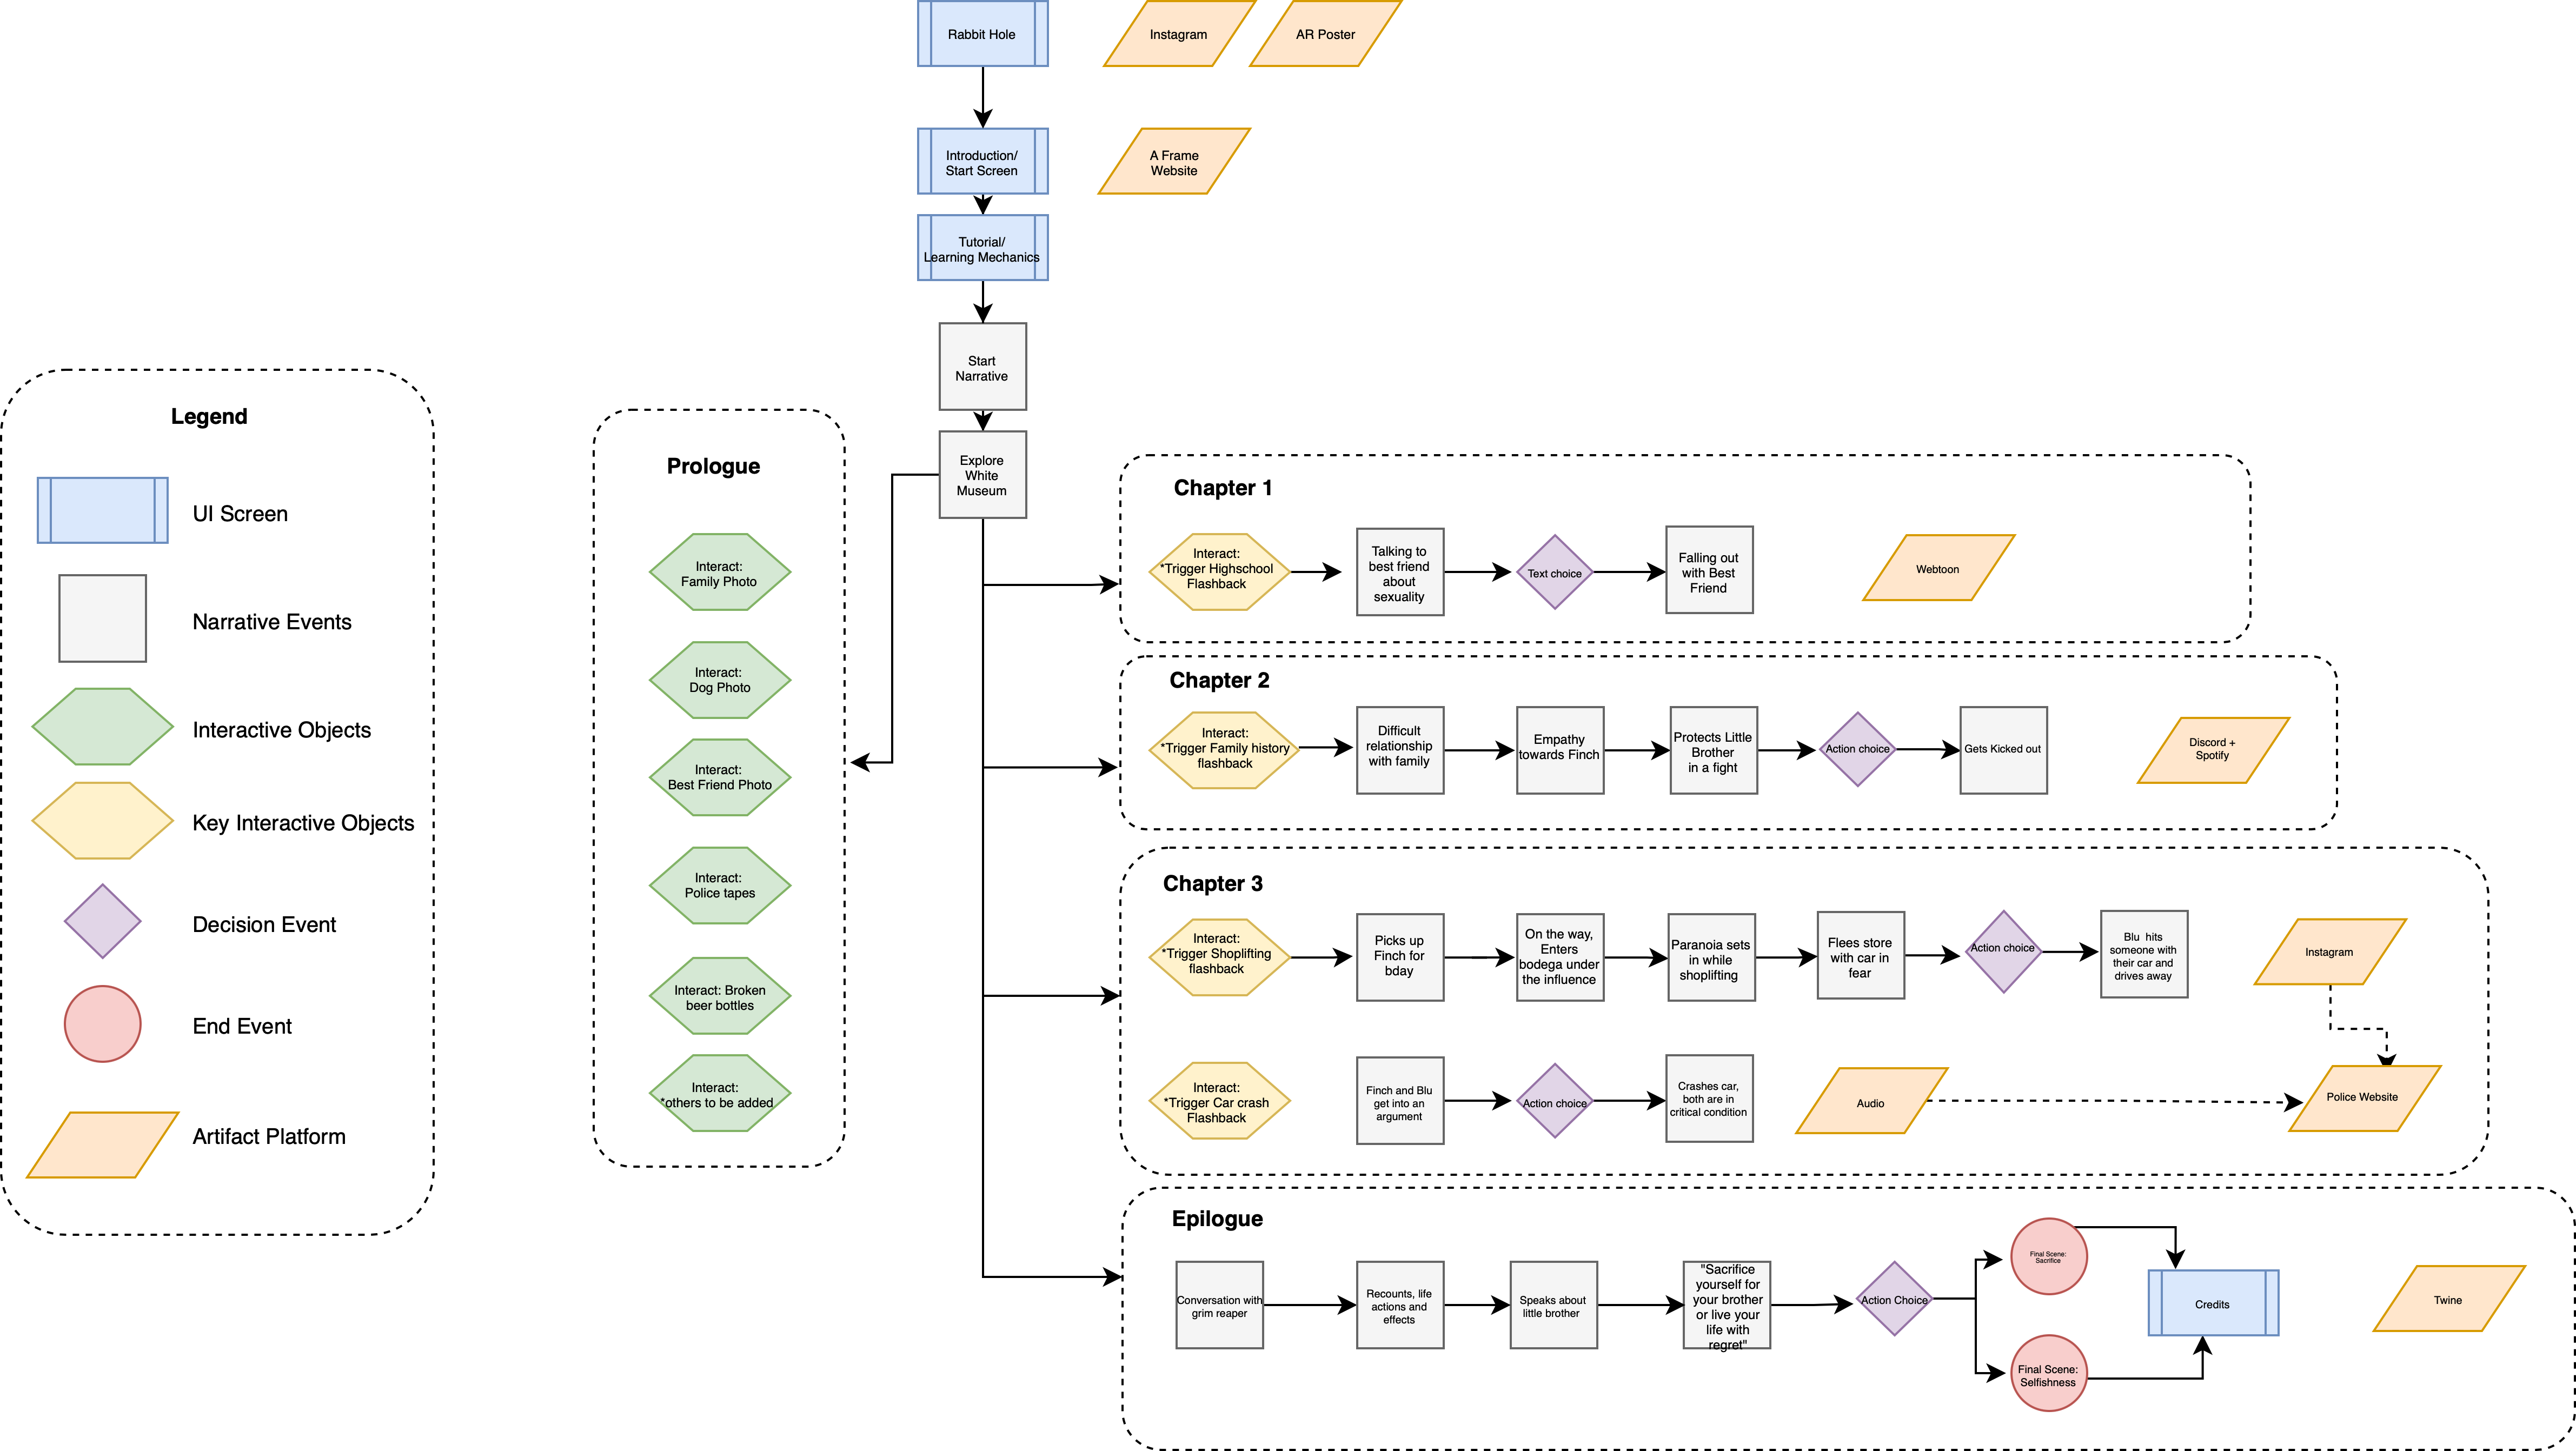 Rabbit Hole
Instagram
AR Poster
Introduction/
Start Screen
A Frame
Website
Tutorial/
Learning Mechanics
Start
Narrative
Explore
White
Museum
Legend
UI Screen
Narrative Events
Interactive Objects
Key Interactive Objects
Decision Event
End Event
Artifact Platform
Prologue
Interact:
Family Photo
Interact:
Dog Photo
Interact:
Best Friend Photo
Interact:
Police tapes
Interact: Broken
beer bottles
Interact:
*others to be added
Chapter 1
Interact:
*Trigger Highschool
Flashback
Talking to
best friend
about
sexuality
Text choice
Falling out
with Best
Friend
Webtoon
Chapter 2
Interact:
*Trigger Family history
flashback
Difficult
relationship
with family
Empathy
towards Finch
Protects Little
Brother
in a fight
Action choice
Gets Kicked out
Discord +
Spotify
Chapter 3
Interact:
*Trigger Shoplifting
flashback
Picks up
Finch for
bday
On the way,
Enters
bodega under
the influence
Paranoia sets
in while
shoplifting
Flees store
with car in
fear
Action choice
Blu hits
someone with
their car and
drives away
Instagram
Interact:
*Trigger Car crash
Flashback
Finch and Blu
get into an
argument
Action choice
Crashes car,
both are in
critical condition
Audio
Police Website
Epilogue
Conversation with
grim reaper
Recounts, life
actions and
effects
Speaks about
little brother
"Sacrifice
yourself for
your brother
or live your
life with
regret"
Action Choice
Final Scene:
Sacrifice
Final Scene:
Selfishness
Credits
Twine